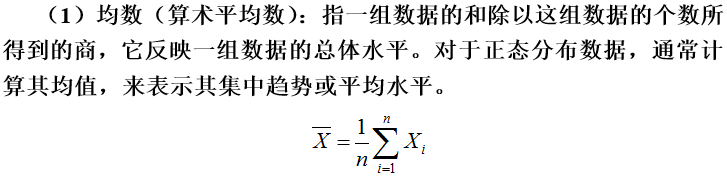 （1）均数（算术平均数）：指一组数据的和除以这组数据的个数所
得到的商，它反映一组数据的总体水平。对于正态分布数据，通常计
算其均值，来表示其集中趋势或平均水平。
$\overline{X} = \frac{1}{n}\sum_{i=1}^{n} X_i$